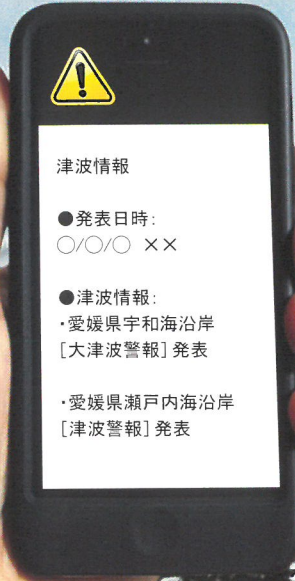 津波情報
●発表日時:
○/○/○ ××
●津波情報:
・愛媛県宇和海沿岸
[大津波警報]発表
・愛媛県瀬戸内海沿岸
[津波警報]発表